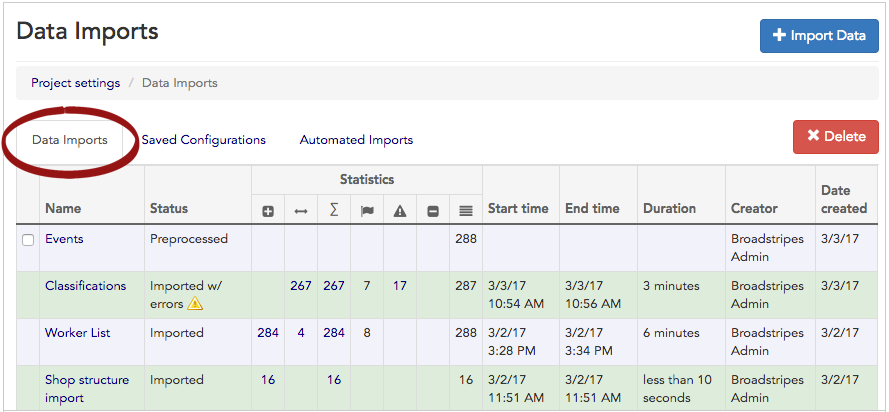 Data Imports
Import Data
Project settings / Data Imports
Data Imports Saved Configurations Automated Imports
Delete
Statistics
Name Status Σ Start time End time Duration Creator Date created
Events Preprocessed 288 Broadstripes 3/3/17
Admin
Classifications Imported w/ 267 267 7 17 287 3/3/17 3/3/17 3 minutes Broadstripes 3/3/17
errors 10:54 AM 10:56 AM Admin
Worker List Imported 284 4 284 8 288 3/2/17 3/2/17 6 minutes Broadstripes 3/2/17
3:28 PM 3:34 PM Admin
Shop structure Imported 16 16 16 3/2/17 3/2/17 less than 10 Broadstripes 3/2/17
import 11:51 AM 11:51 AM seconds Admin